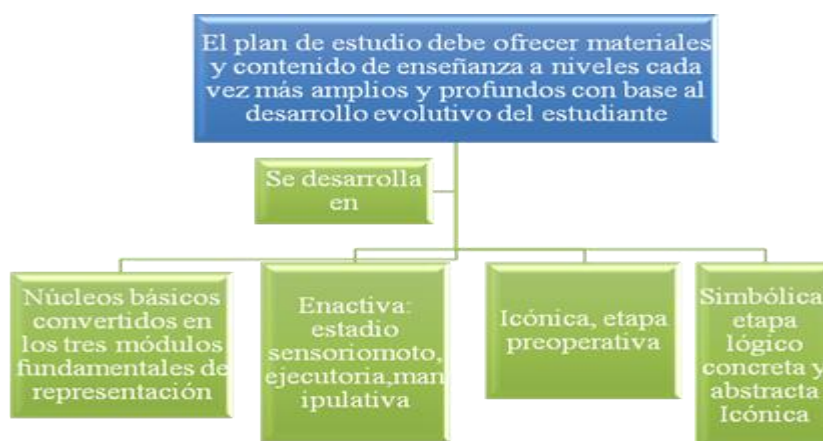 El plan de estudio debe ofrecer materiales
y contenido de enseñanza a niveles cada
vez más amplios y profundos con base al
desarrollo evolutivo del estudiante
Se desarrolla
en
Núcleos básicos
convertidos en
los tres módulos
fundamentales de
representación
Enactiva:
estadio
sensoriomoto,
ejecutoria,man
ipulativa
Icónica, etapa
preoperativa
Simbólica,
etapa
lógico
concreta y
abstracta
Icónica